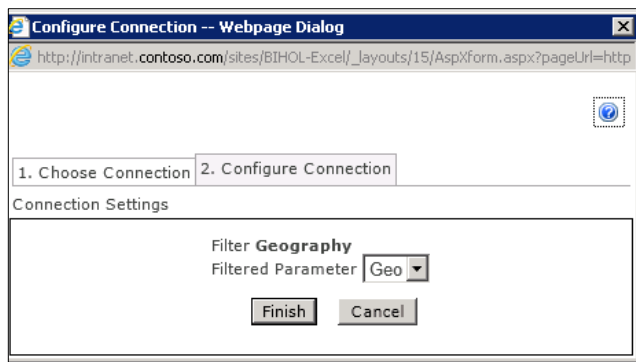 Configure Connection -- Webpage Dialog
http://intranet.contoso.com/sites/BIHOL-Excel/_layouts/15/AspXform.aspx?pageUrl=http
1. Choose Connection 2. Configure Connection
Connection Settings
Filter Geography
Filtered Parameter Geo
Finish Cancel